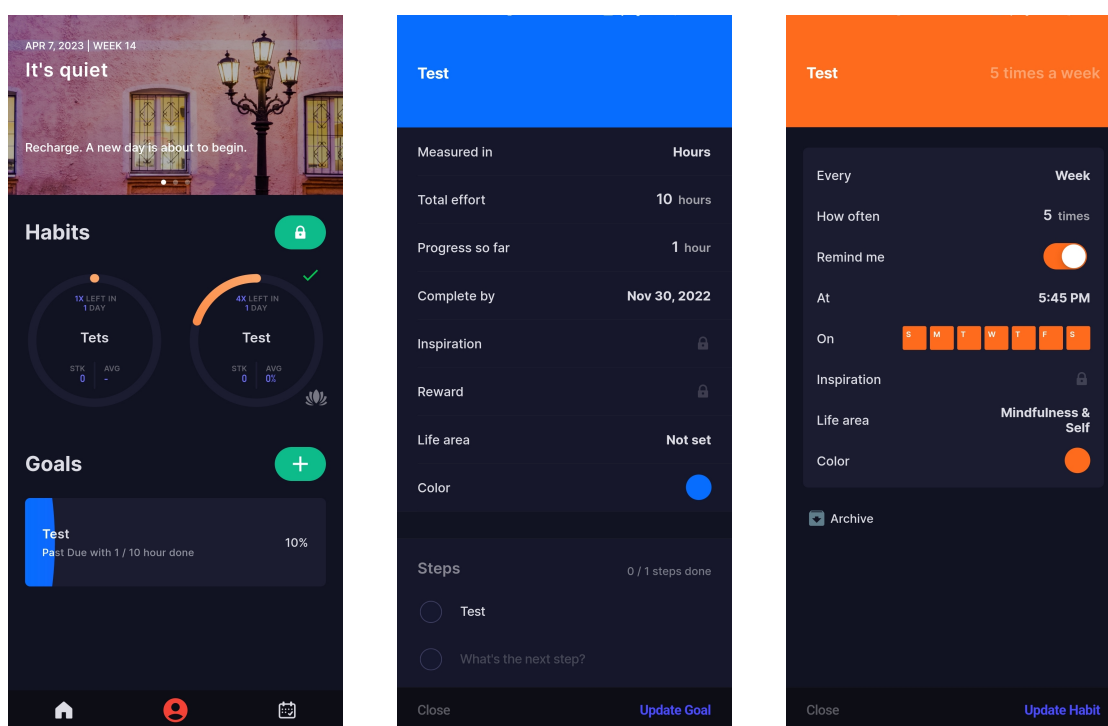 APR 7, 2023 | WEEK 14
It's quiet
Recharge. A new day is about to begin.
Habits
1X LEFT IN
1 DAY
Tets
STK AVG
0 -
4X LEFT IN
1 DAY
Test
STK AVG
0 0%
Goals
Test
Past Due with 1 / 10 hour done
10%
Test
Measured in Hours
Total effort 10 hours
Progress so far 1 hour
Complete by Nov 30, 2022
Inspiration
Reward
Life area Not set
Color
Steps 0 / 1 steps done
Test
What's the next step?
Close Update Goal
Test 5 times a week
Every Week
How often 5 times
Remind me
At 5:45 PM
On S M T W T F S
Inspiration
Life area Mindfulness &
Self
Color
Archive
Close Update Habit